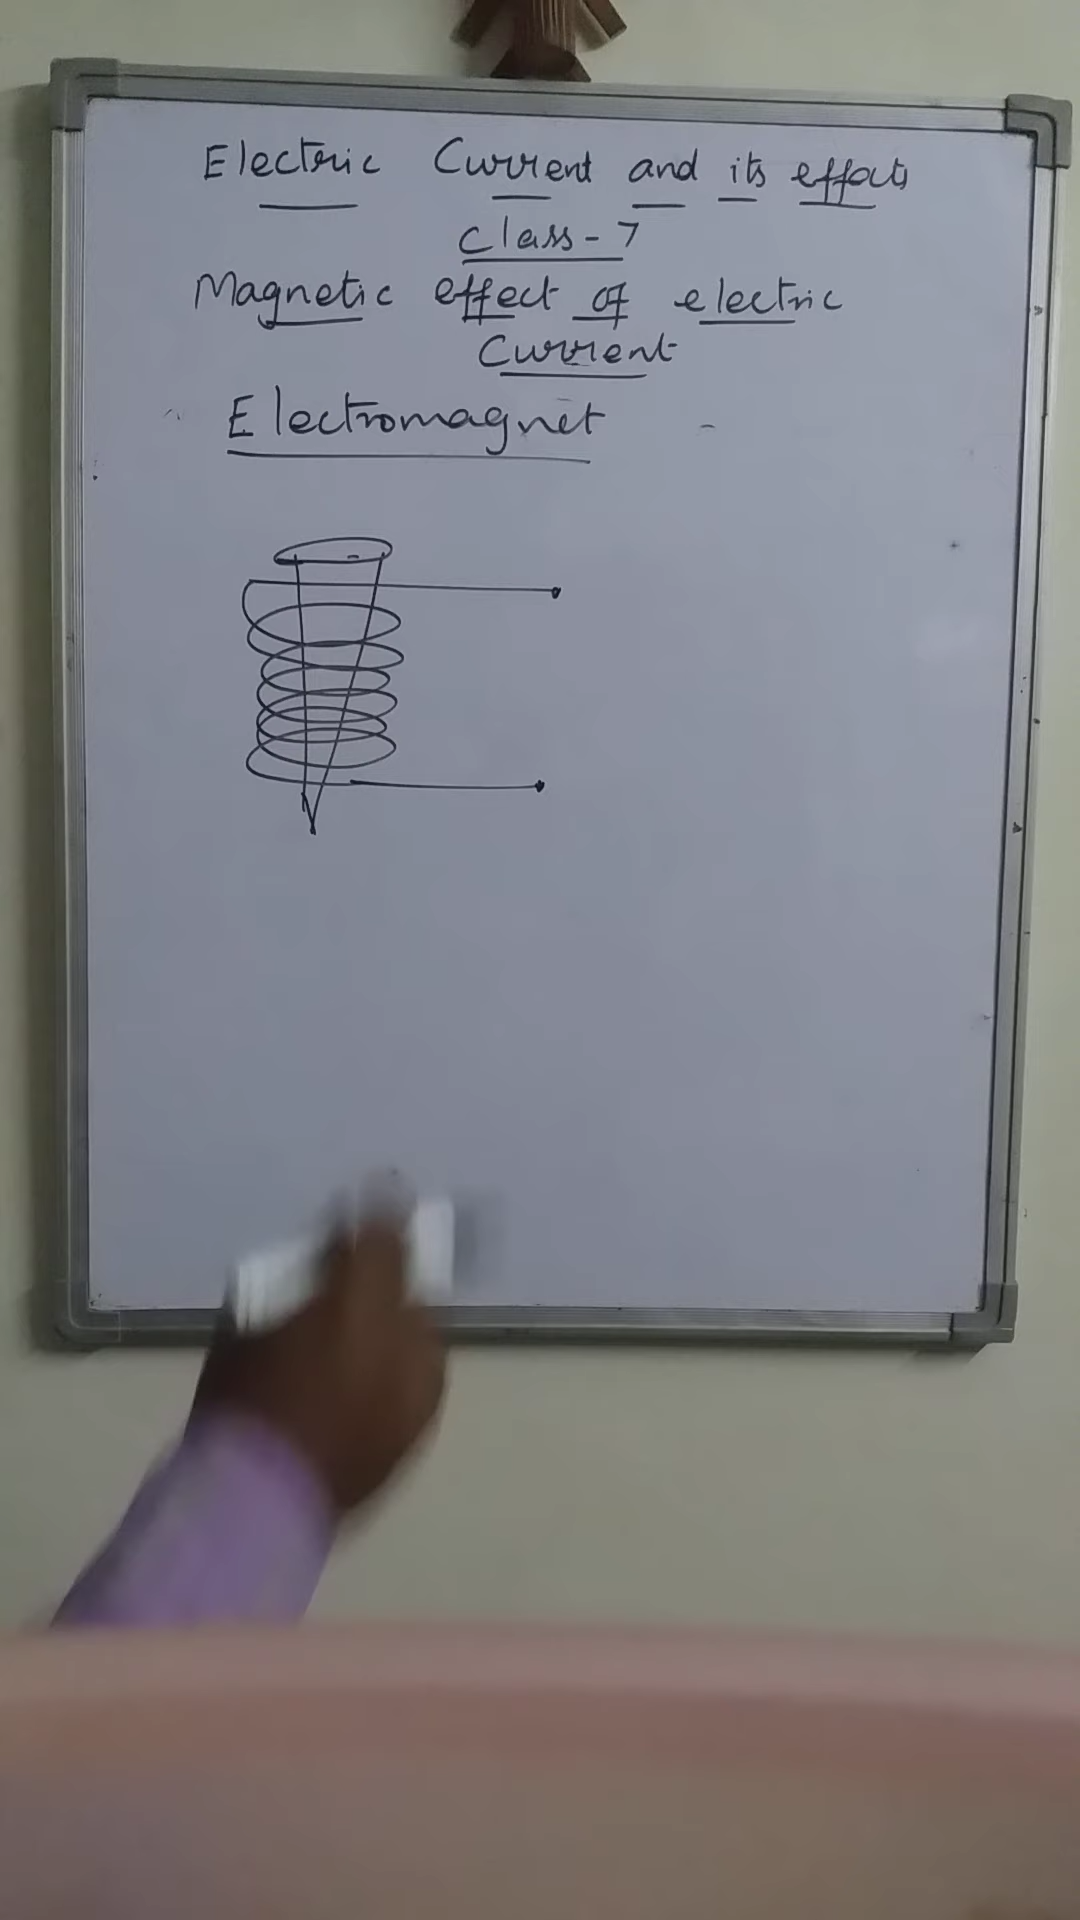 Electric Current and its effects
Class-7
Magnetic effect of electric
Current
Electromagnet